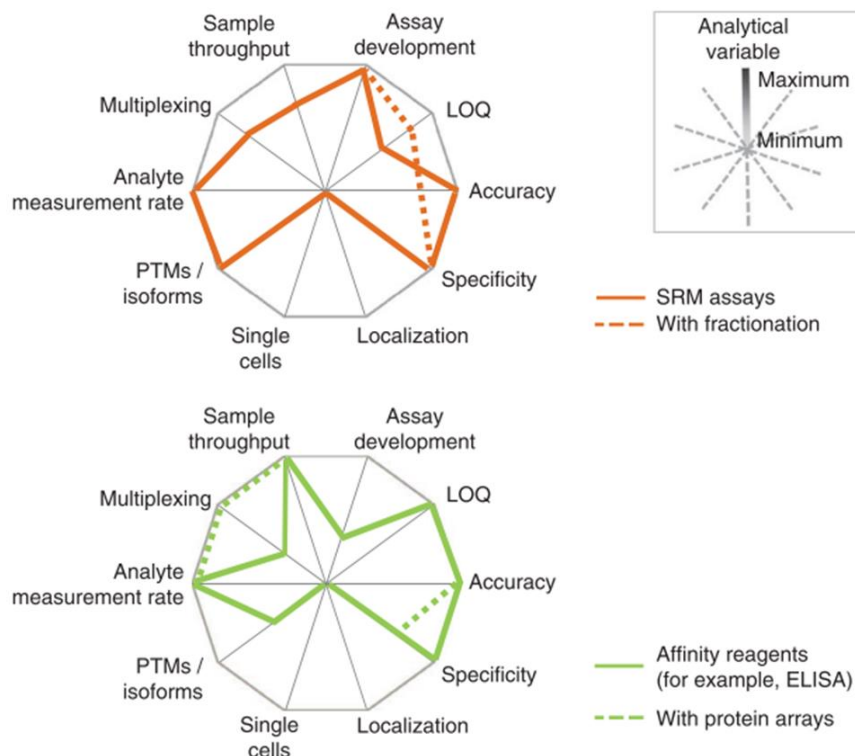 Sample
throughput
Assay
development
Multiplexing
LOQ
Analyte
measurement rate
Accuracy
PTMs /
isoforms
Specificity
Single
cells
Localization
Analytical
variable
Maximum
Minimum
SRM assays
With fractionation
Sample
throughput
Assay
development
Multiplexing
LOQ
Analyte
measurement rate
Accuracy
PTMs /
isoforms
Specificity
Single
cells
Localization
Affinity reagents
(for example, ELISA)
With protein arrays